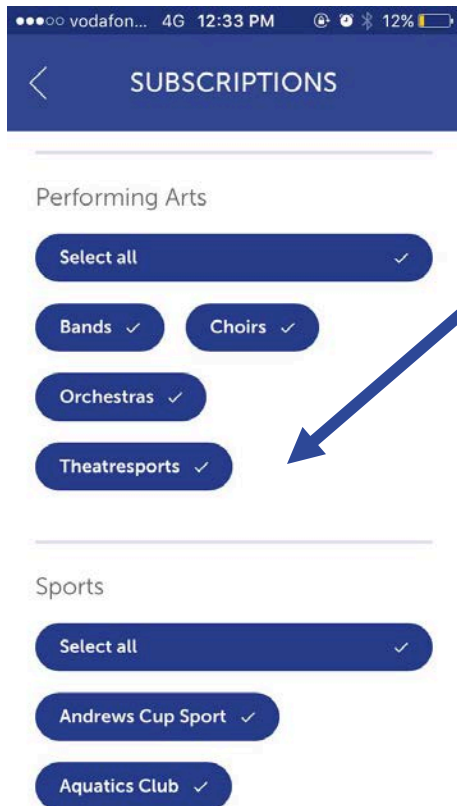 vodafon... 4G 12:33 PM 12%
SUBSCRIPTIONS
Performing Arts
Select all
Bands Choirs
Orchestras
Theatresports
Sports
Select all
Andrews Cup Sport
Aquatics Club